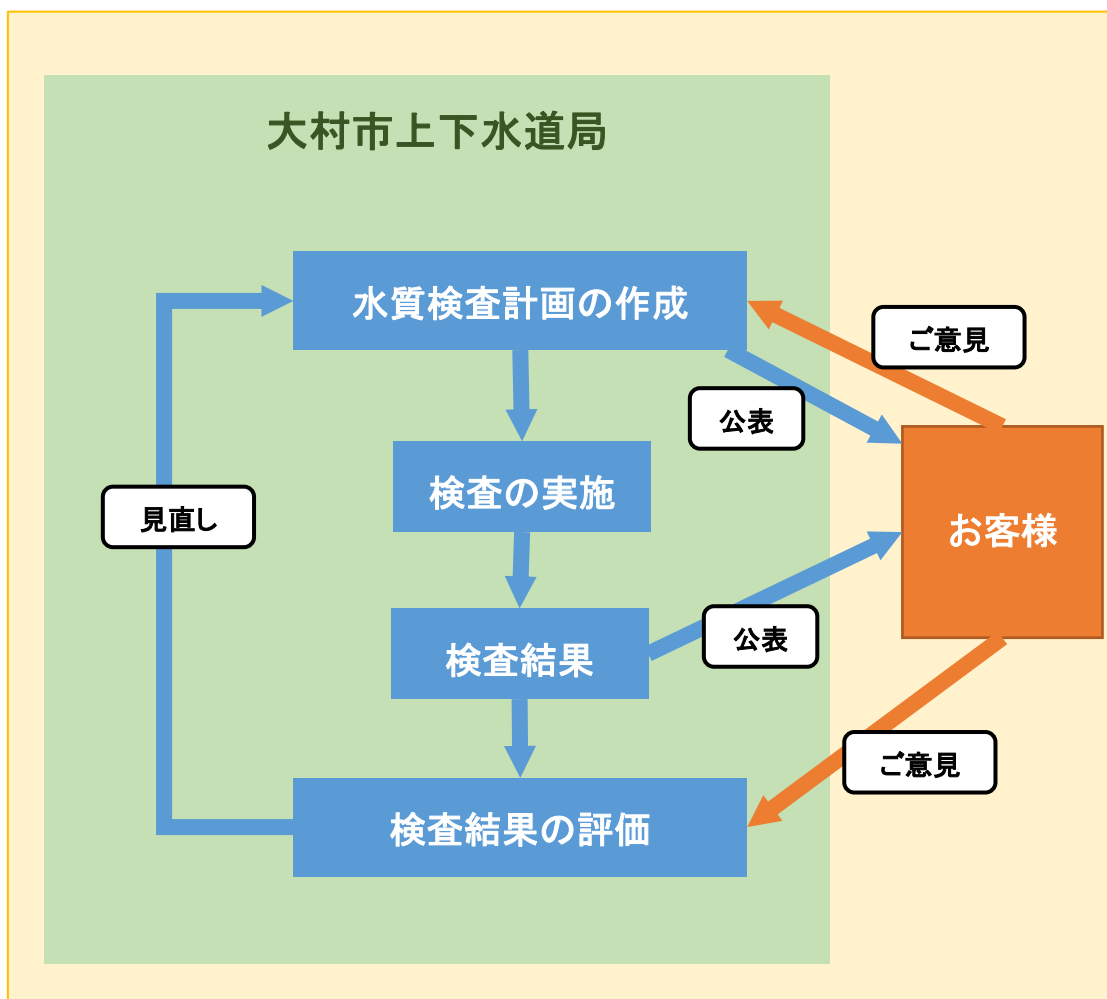 大村市上下水道局
水質検査計画の作成
ご意見
公表
検査の実施
見直し
お客様
検査結果
公表
ご意見
検査結果の評価